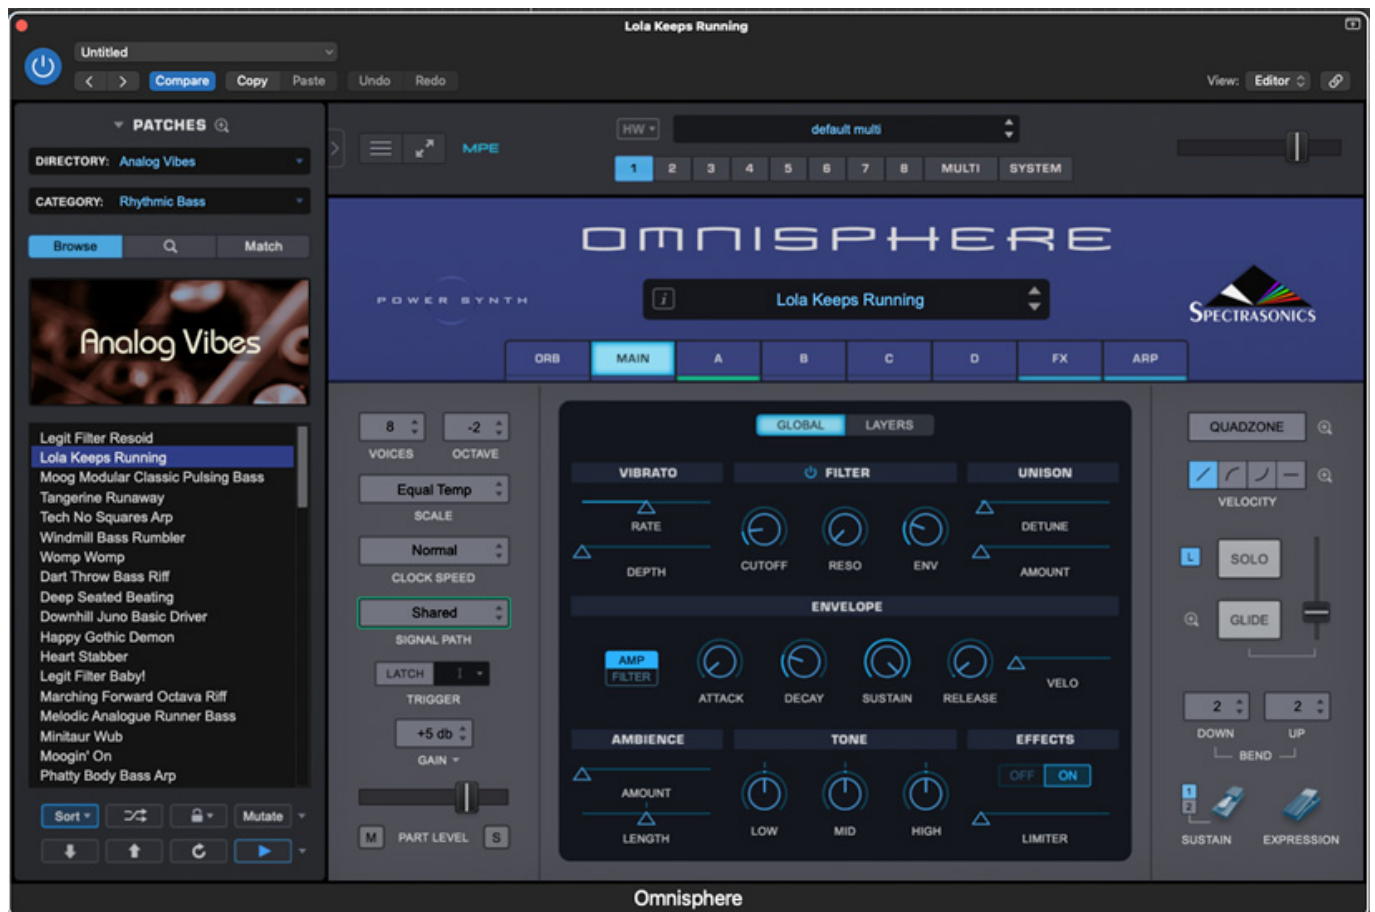 Lola Keeps Running
Untitled
Compare Copy Paste Undo Redo
View: Editor
PATCHES
DIRECTORY: Analog Vibes
CATEGORY: Rhythmic Bass
Browse Match
Analog Vibes
Legit Filter Resoid
Lola Keeps Running
Moog Modular Classic Pulsing Bass
Tangerine Runaway
Tech No Squares Arp
Windmill Bass Rumbler
Womp Womp
Dart Throw Bass Riff
Deep Seated Beating
Downhill Juno Basic Driver
Happy Gothic Demon
Heart Stabber
Legit Filter Baby!
Marching Forward Octava Riff
Melodic Analogue Runner Bass
Minitaur Wub
Moogin' On
Phatty Body Bass Arp
Sort Mutate
MPE
HW default multi
1 2 3 4 5 6 7 8 MULTI SYSTEM
OMNISPHERE
POWER SYNTH
i Lola Keeps Running
SPECTRASONICS
ORB MAIN A B C D FX ARP
8 -2
VOICES OCTAVE
Equal Temp
SCALE
Normal
CLOCK SPEED
Shared
SIGNAL PATH
LATCH
TRIGGER
+5 db
GAIN
M PART LEVEL S
GLOBAL LAYERS
VIBRATO FILTER UNISON
RATE DETUNE
DEPTH CUTOFF RESO ENV AMOUNT
ENVELOPE
AMP
FILTER
ATTACK DECAY SUSTAIN RELEASE VELO
AMBIENCE TONE EFFECTS
OFF ON
AMOUNT
LENGTH LOW MID HIGH LIMITER
QUADZONE
VELOCITY
L SOLO
GLIDE
2 2
DOWN UP
BEND
1
2
SUSTAIN EXPRESSION
Omnisphere